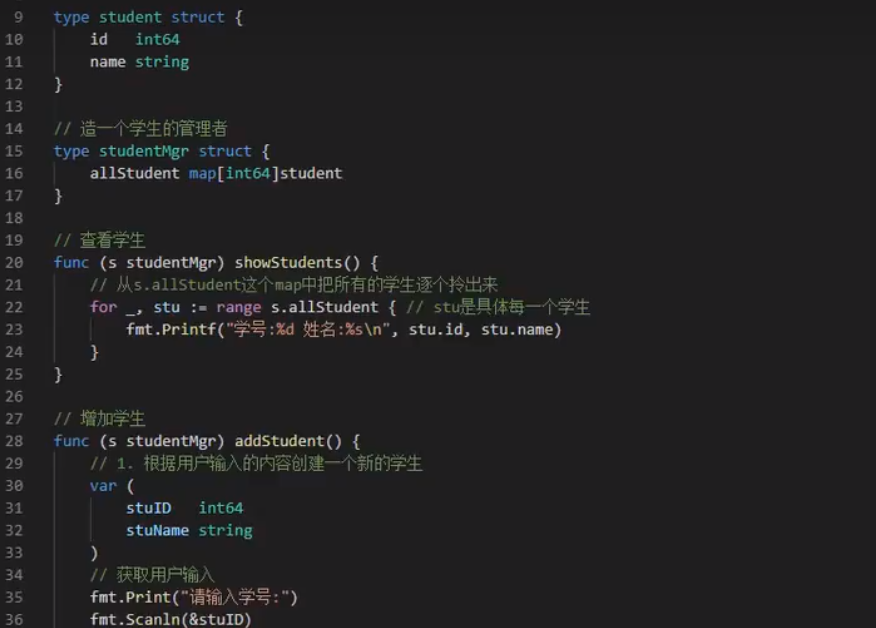 9 type student struct {
10 id   int64
11 name string
12 }
13
14 // 造一个学生的管理者
15 type studentMgr struct {
16 allStudent map[int64]student
17 }
18
19 // 查看学生
20 func (s studentMgr) showStudents() {
21 // 从s.allStudent这个map中把所有的学生逐个拎出来
22 for _, stu := range s.allStudent { // stu是具体每一个学生
23 fmt.Printf("学号:%d 姓名:%s\n", stu.id, stu.name)
24 }
25 }
26
27 // 增加学生
28 func (s studentMgr) addStudent() {
29 // 1. 根据用户输入的内容创建一个新的学生
30 var (
31 stuID   int64
32 stuName string
33 )
34 // 获取用户输入
35 fmt.Print("请输入学号:")
36 fmt.Scanln(&stuID)